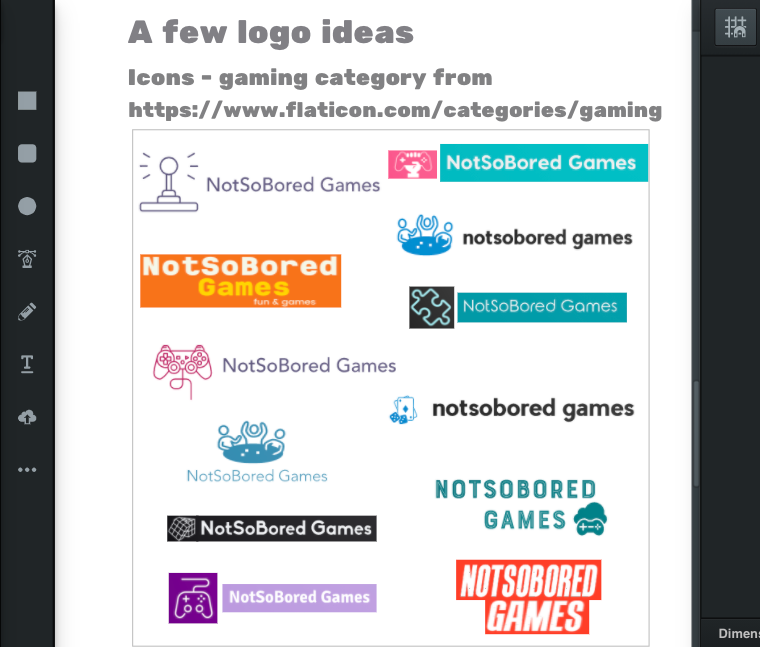 A few logo ideas
Icons - gaming category from
https://www.flaticon.com/categories/gaming
NotSoBored Games
NotSoBored Games
notsobored games
NotSoBored
Games
fun & games
NotSoBored Games
NotSoBored Games
notsobored games
NotSoBored Games
NOTSOBORED
GAMES
NotSoBored Games
NotSoBored Games
NOTSOBORED
GAMES
T
Dimens